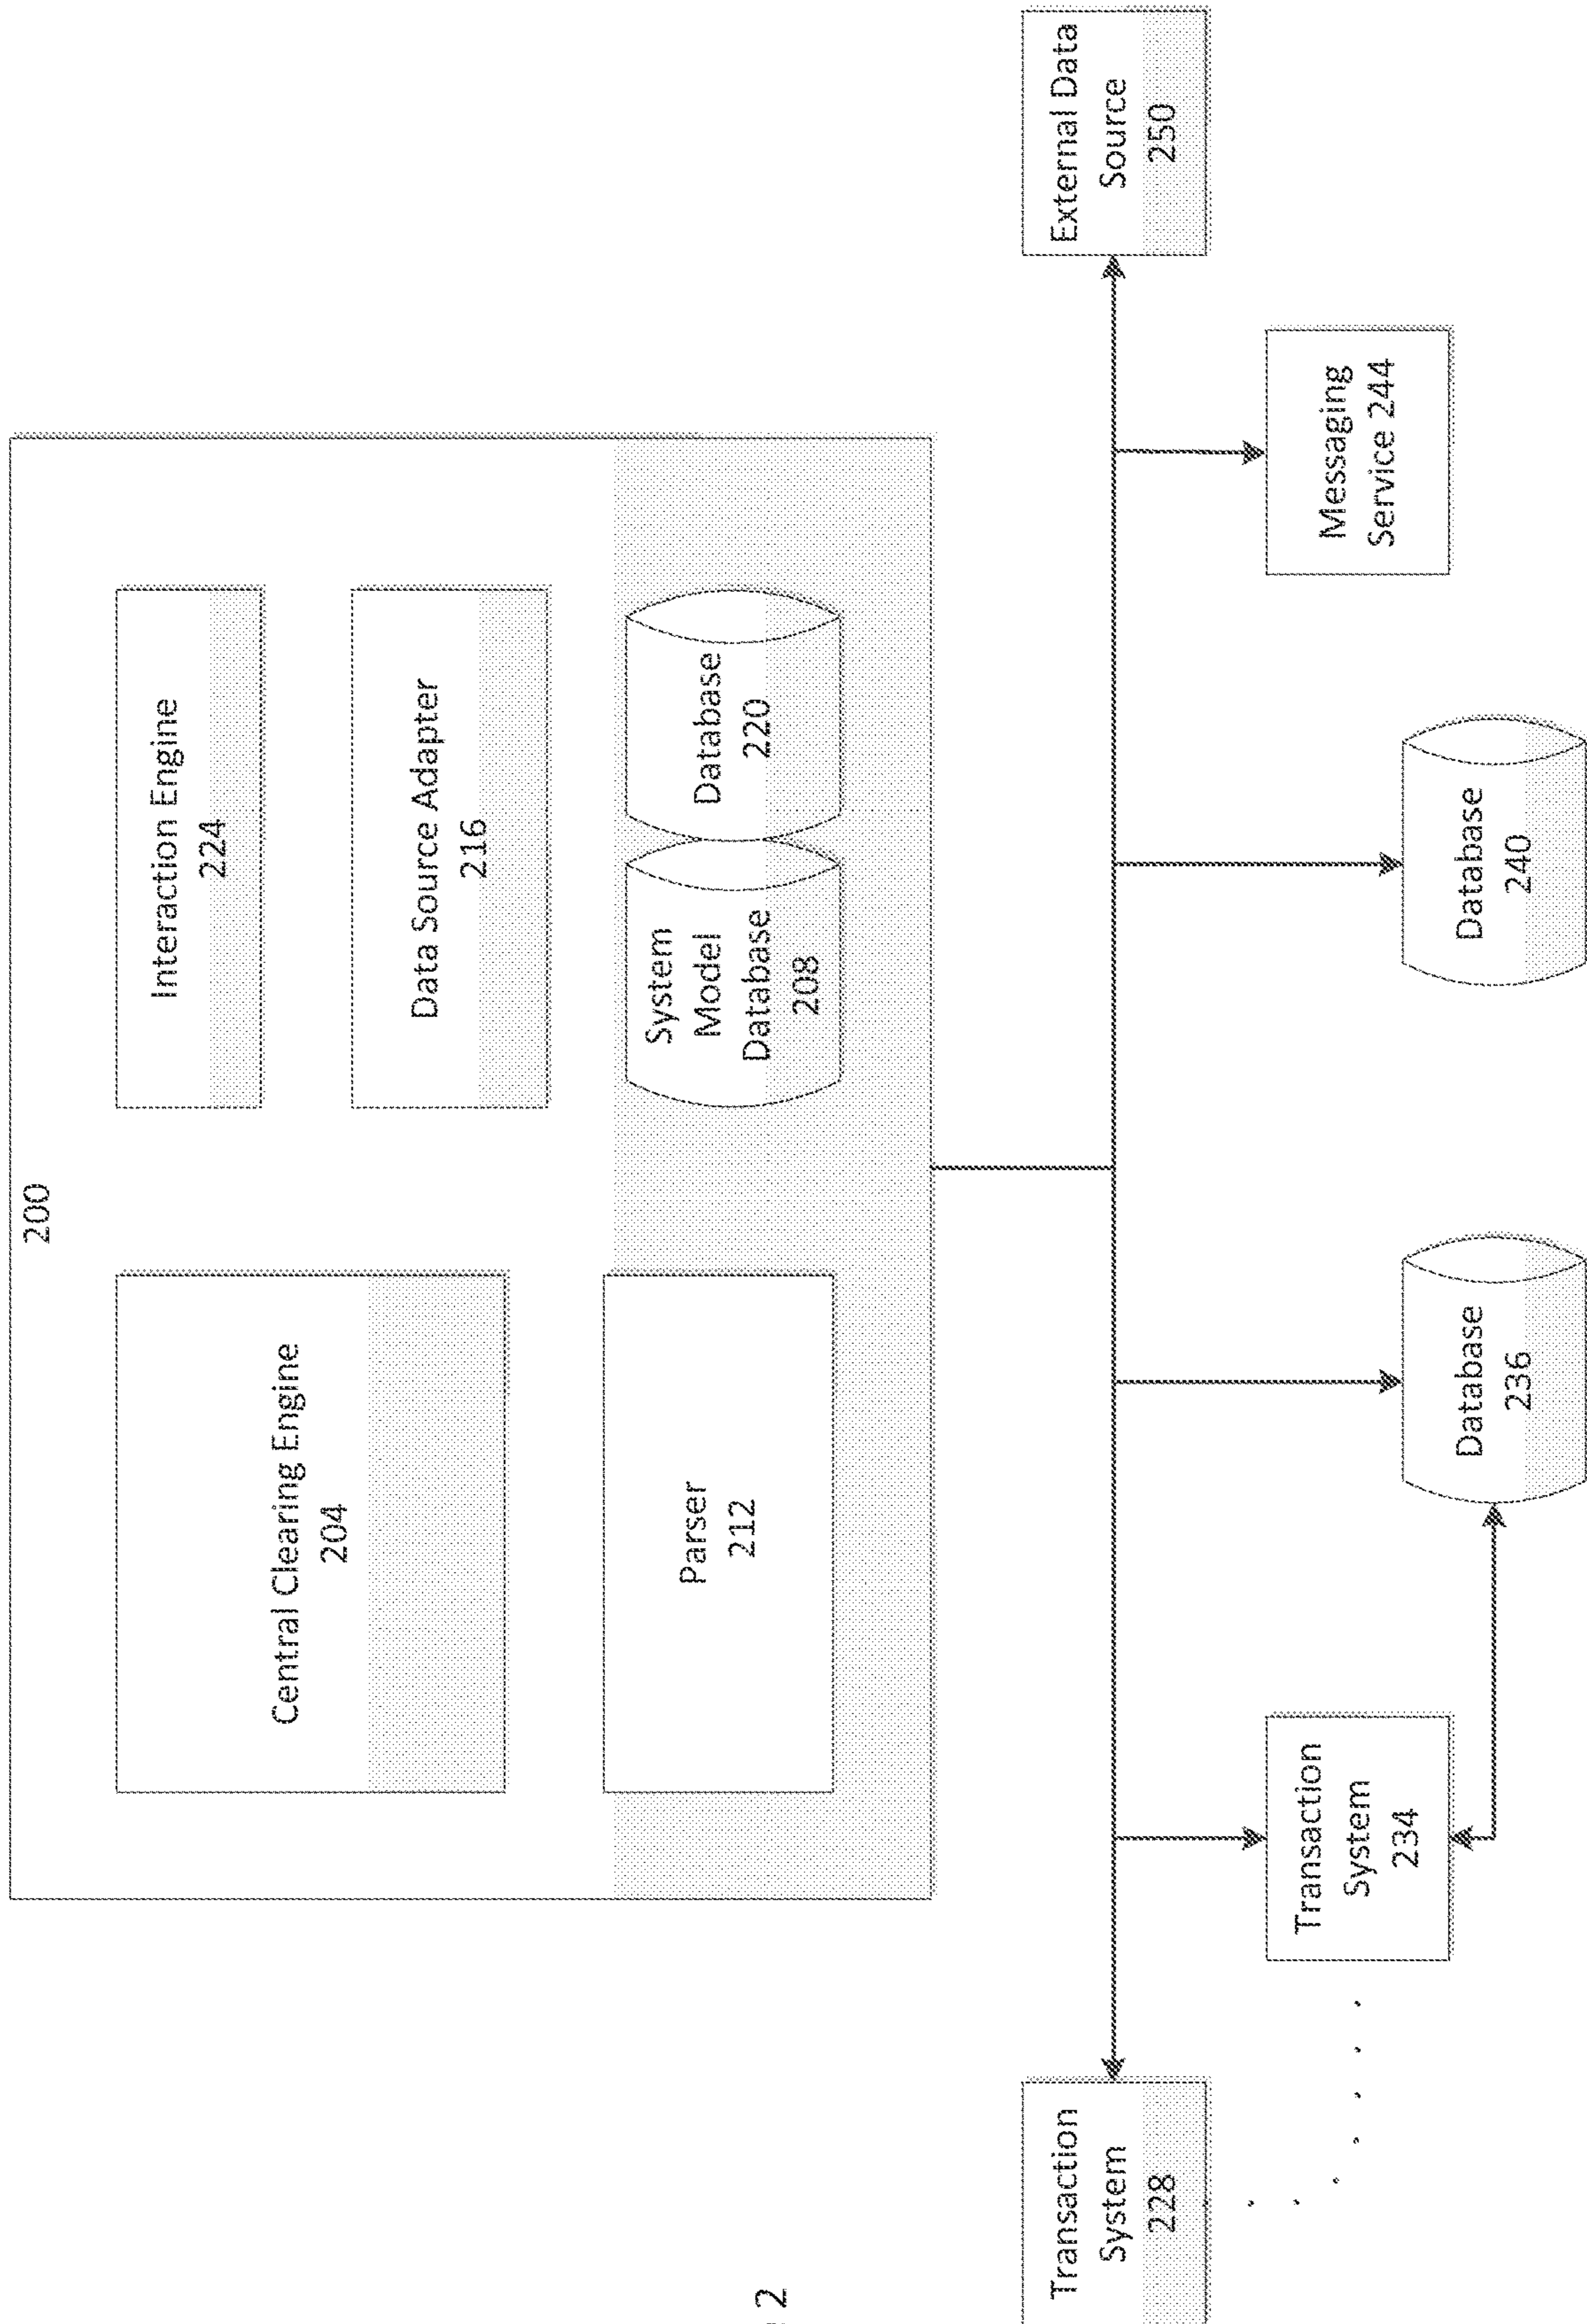 200
Central Clearing Engine
204
Interaction Engine
224
Data Source Adapter
216
Parser
212
System
Model
Database
208
Database
220
Transaction
System
228
External Data
Source
250
Transaction
System
234
Messaging
Service 244
Database
236
Database
240
2